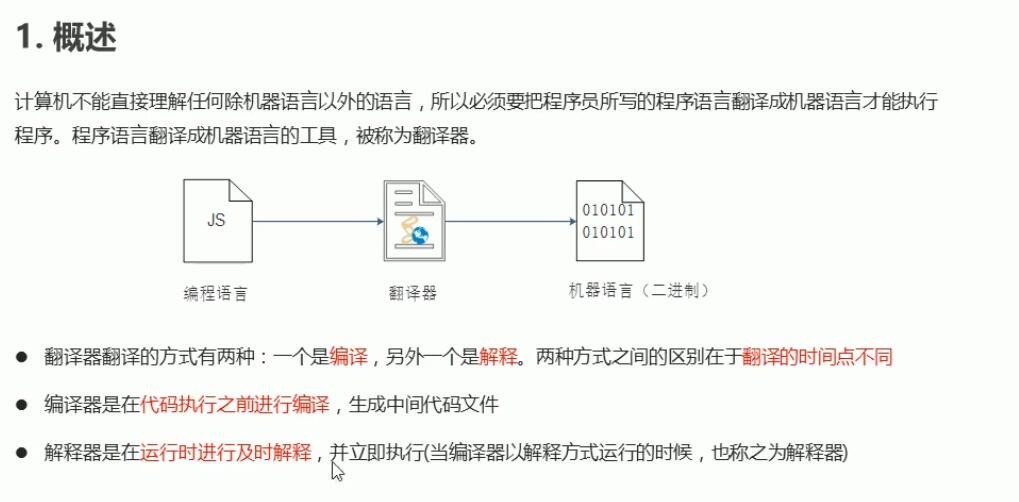 1. 概述
计算机不能直接理解任何除机器语言以外的语言，所以必须要把程序员所写的程序语言翻译成机器语言才能执行
程序。程序语言翻译成机器语言的工具，被称为翻译器。
JS
010101
010101
编程语言
翻译器
机器语言（二进制）
● 翻译器翻译的方式有两种：一个是编译，另外一个是解释。两种方式之间的区别在于翻译的时间点不同
● 编译器是在代码执行之前进行编译，生成中间代码文件
● 解释器是在运行时进行及时解释，并立即执行(当编译器以解释方式运行的时候，也称之为解释器)